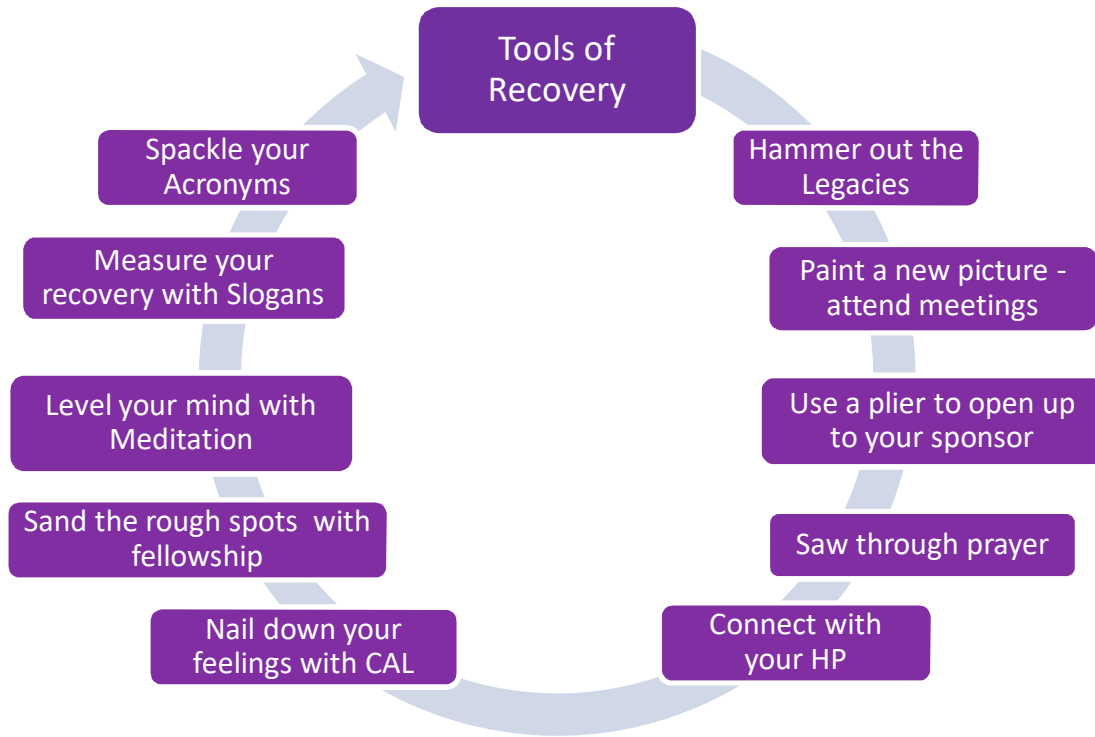 Tools of
Recovery
Hammer out the
Legacies
Paint a new picture -
attend meetings
Use a plier to open up
to your sponsor
Saw through prayer
Connect with
your HP
Nail down your
feelings with CAL
Sand the rough spots  with
fellowship
Level your mind with
Meditation
Measure your
recovery with Slogans
Spackle your
Acronyms